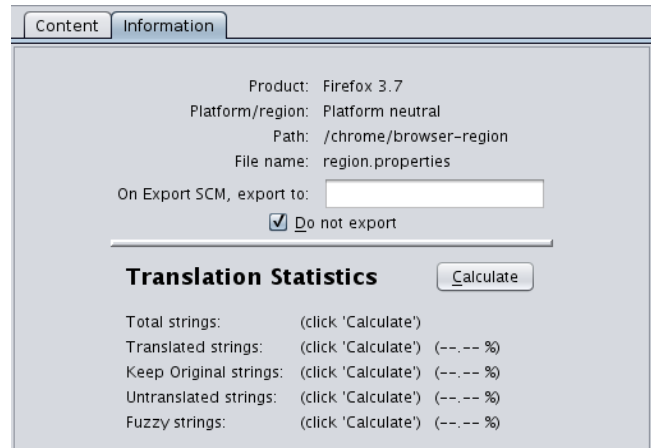 Content Information
Product: Firefox 3.7
Platform/region: Platform neutral
Path: /chrome/browser-region
File name: region.properties
On Export SCM, export to:
Do not export
Translation Statistics Calculate
Total strings: (click 'Calculate')
Translated strings: (click 'Calculate') (--.-- %)
Keep Original strings: (click 'Calculate') (--.-- %)
Untranslated strings: (click 'Calculate') (--.-- %)
Fuzzy strings: (click 'Calculate') (--.-- %)